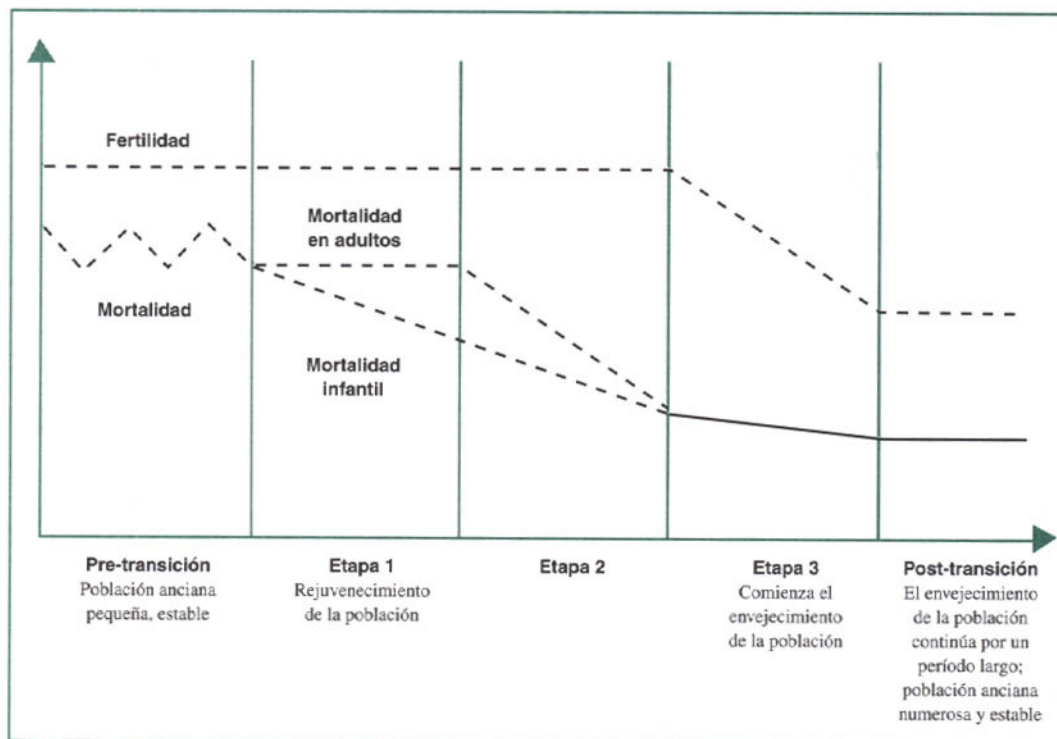 Fertilidad
Mortalidad
en adultos
Mortalidad
Mortalidad
infantil
Pre-transición
Población anciana
pequeña, estable
Etapa 1
Rejuvenecimiento
de la población
Etapa 2
Etapa 3
Comienza el
envejecimiento
de la población
Post-transición
El envejecimiento
de la población
continúa por un
período largo;
población anciana
numerosa y estable